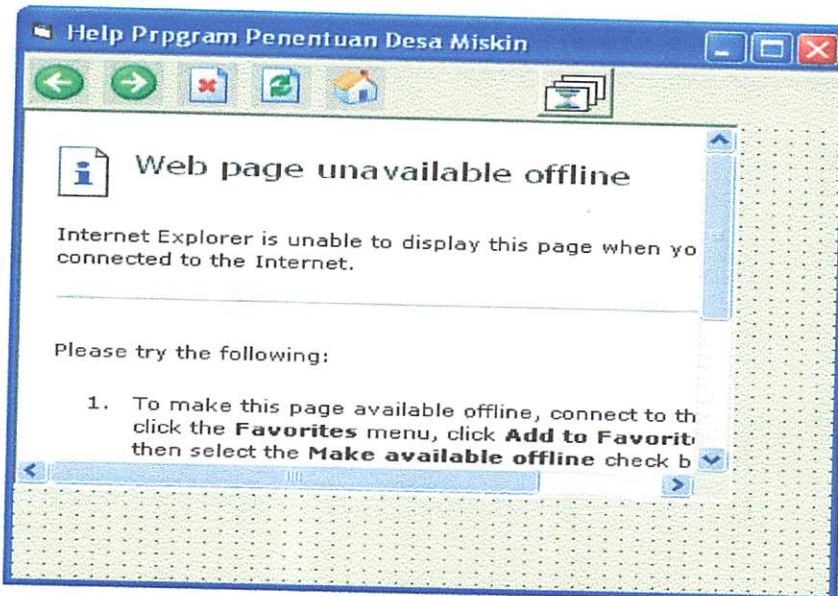 Help Prpgram Penentuan Desa Miskin
Web page unavailable offline
Internet Explorer is unable to display this page when yo
connected to the Internet.
Please try the following:
1. To make this page available offline, connect to th
click the Favorites menu, click Add to Favorit
then select the Make available offline check b